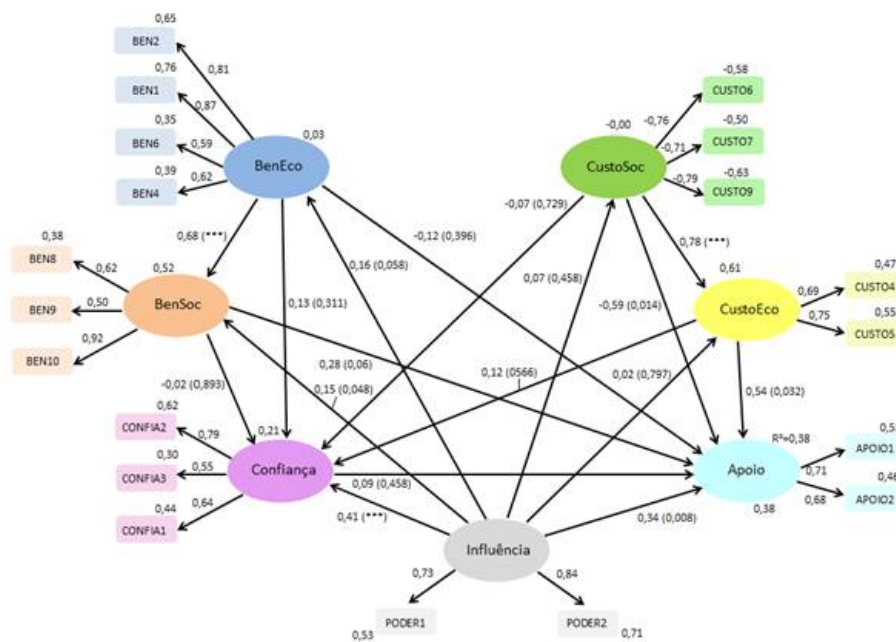 0,65
BEN2
0,81
0,76
BEN1
0,87
0,35
BEN6
0,59
0,39
BEN4
0,62
0,03
BenEco
-0,00
CustoSoc
-0,76
-0,58
CUSTO6
-0,71
-0,50
CUSTO7
-0,79
-0,63
CUSTO9
-0,07 (0,729)
-0,12 (0,396)
0,68 (***)
0,16 (0,058)
0,07 (0,458)
0,78 (***)
0,38
BEN8
0,62
0,52
BEN9
0,50
BenSoc
BEN10
0,92
0,13 (0,311)
-0,59 (0,014)
0,61
CustoEco
0,69
0,47
CUSTO4
0,75
0,55
CUSTO5
0,28 (0,06)
0,15 (0,048)
0,12 (0566)
0,02 (0,797)
-0,02 (0,893)
0,54 (0,032)
0,62
CONFIA2
0,79
0,21
0,30
CONFIA3
0,55
Confiança
0,44
CONFIA1
0,64
0,09 (0,458)
R²=0,38
Apoio
0,38
APOIO1
0,71
0,46
APOIO2
0,68
0,41 (***)
0,34 (0,008)
Influência
0,73
0,84
PODER1
0,53
PODER2
0,71